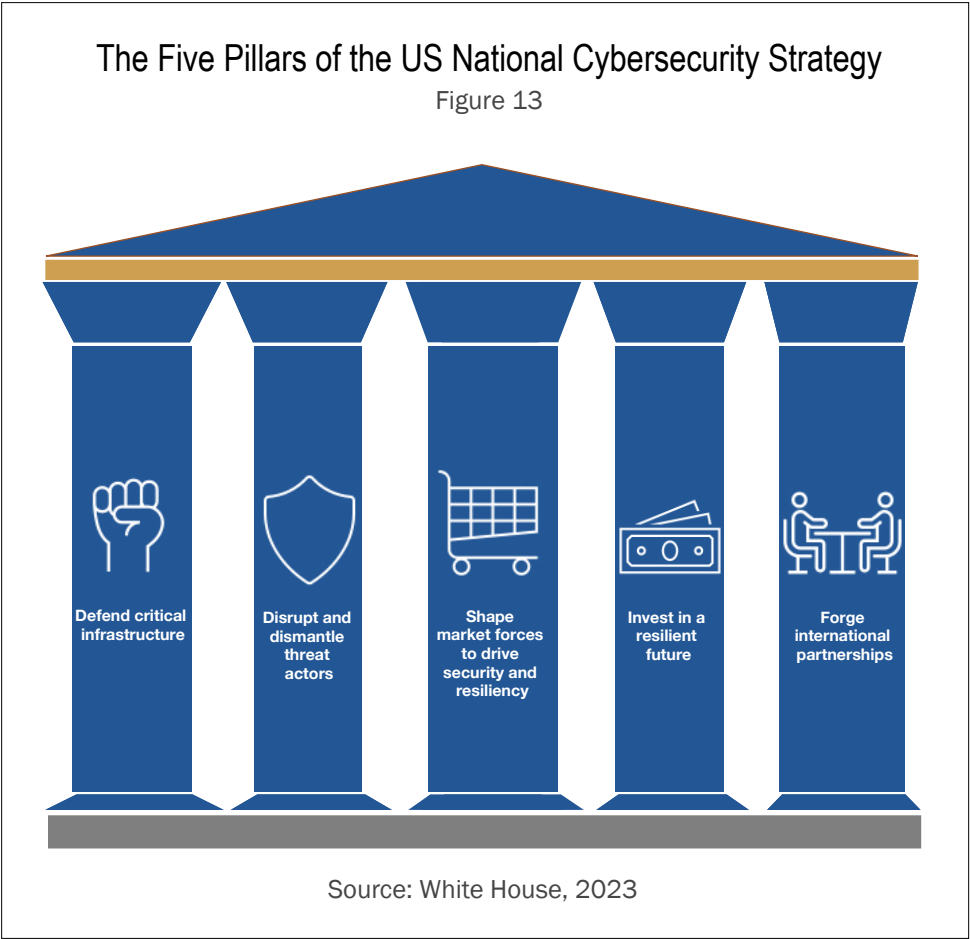 The Five Pillars of the US National Cybersecurity Strategy
Figure 13
Defend critical
infrastructure
Disrupt and
dismantle
threat
actors
Shape
market forces
to drive
security and
resiliency
Invest in a
resilient
future
Forge
international
partnerships
Source: White House, 2023